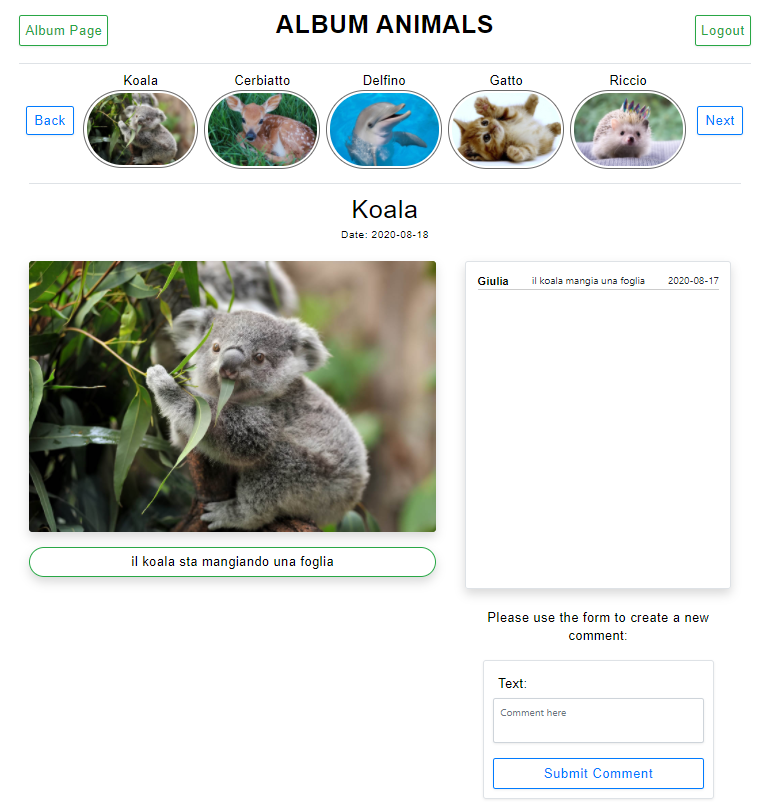 Album Page
ALBUM ANIMALS
Logout
Koala
Cerbiatto
Delfino
Gatto
Riccio
Back
Next
Koala
Date: 2020-08-18
Giulia il koala mangia una foglia 2020-08-17
il koala sta mangiando una foglia
Please use the form to create a new
comment:
Text:
Comment here
Submit Comment